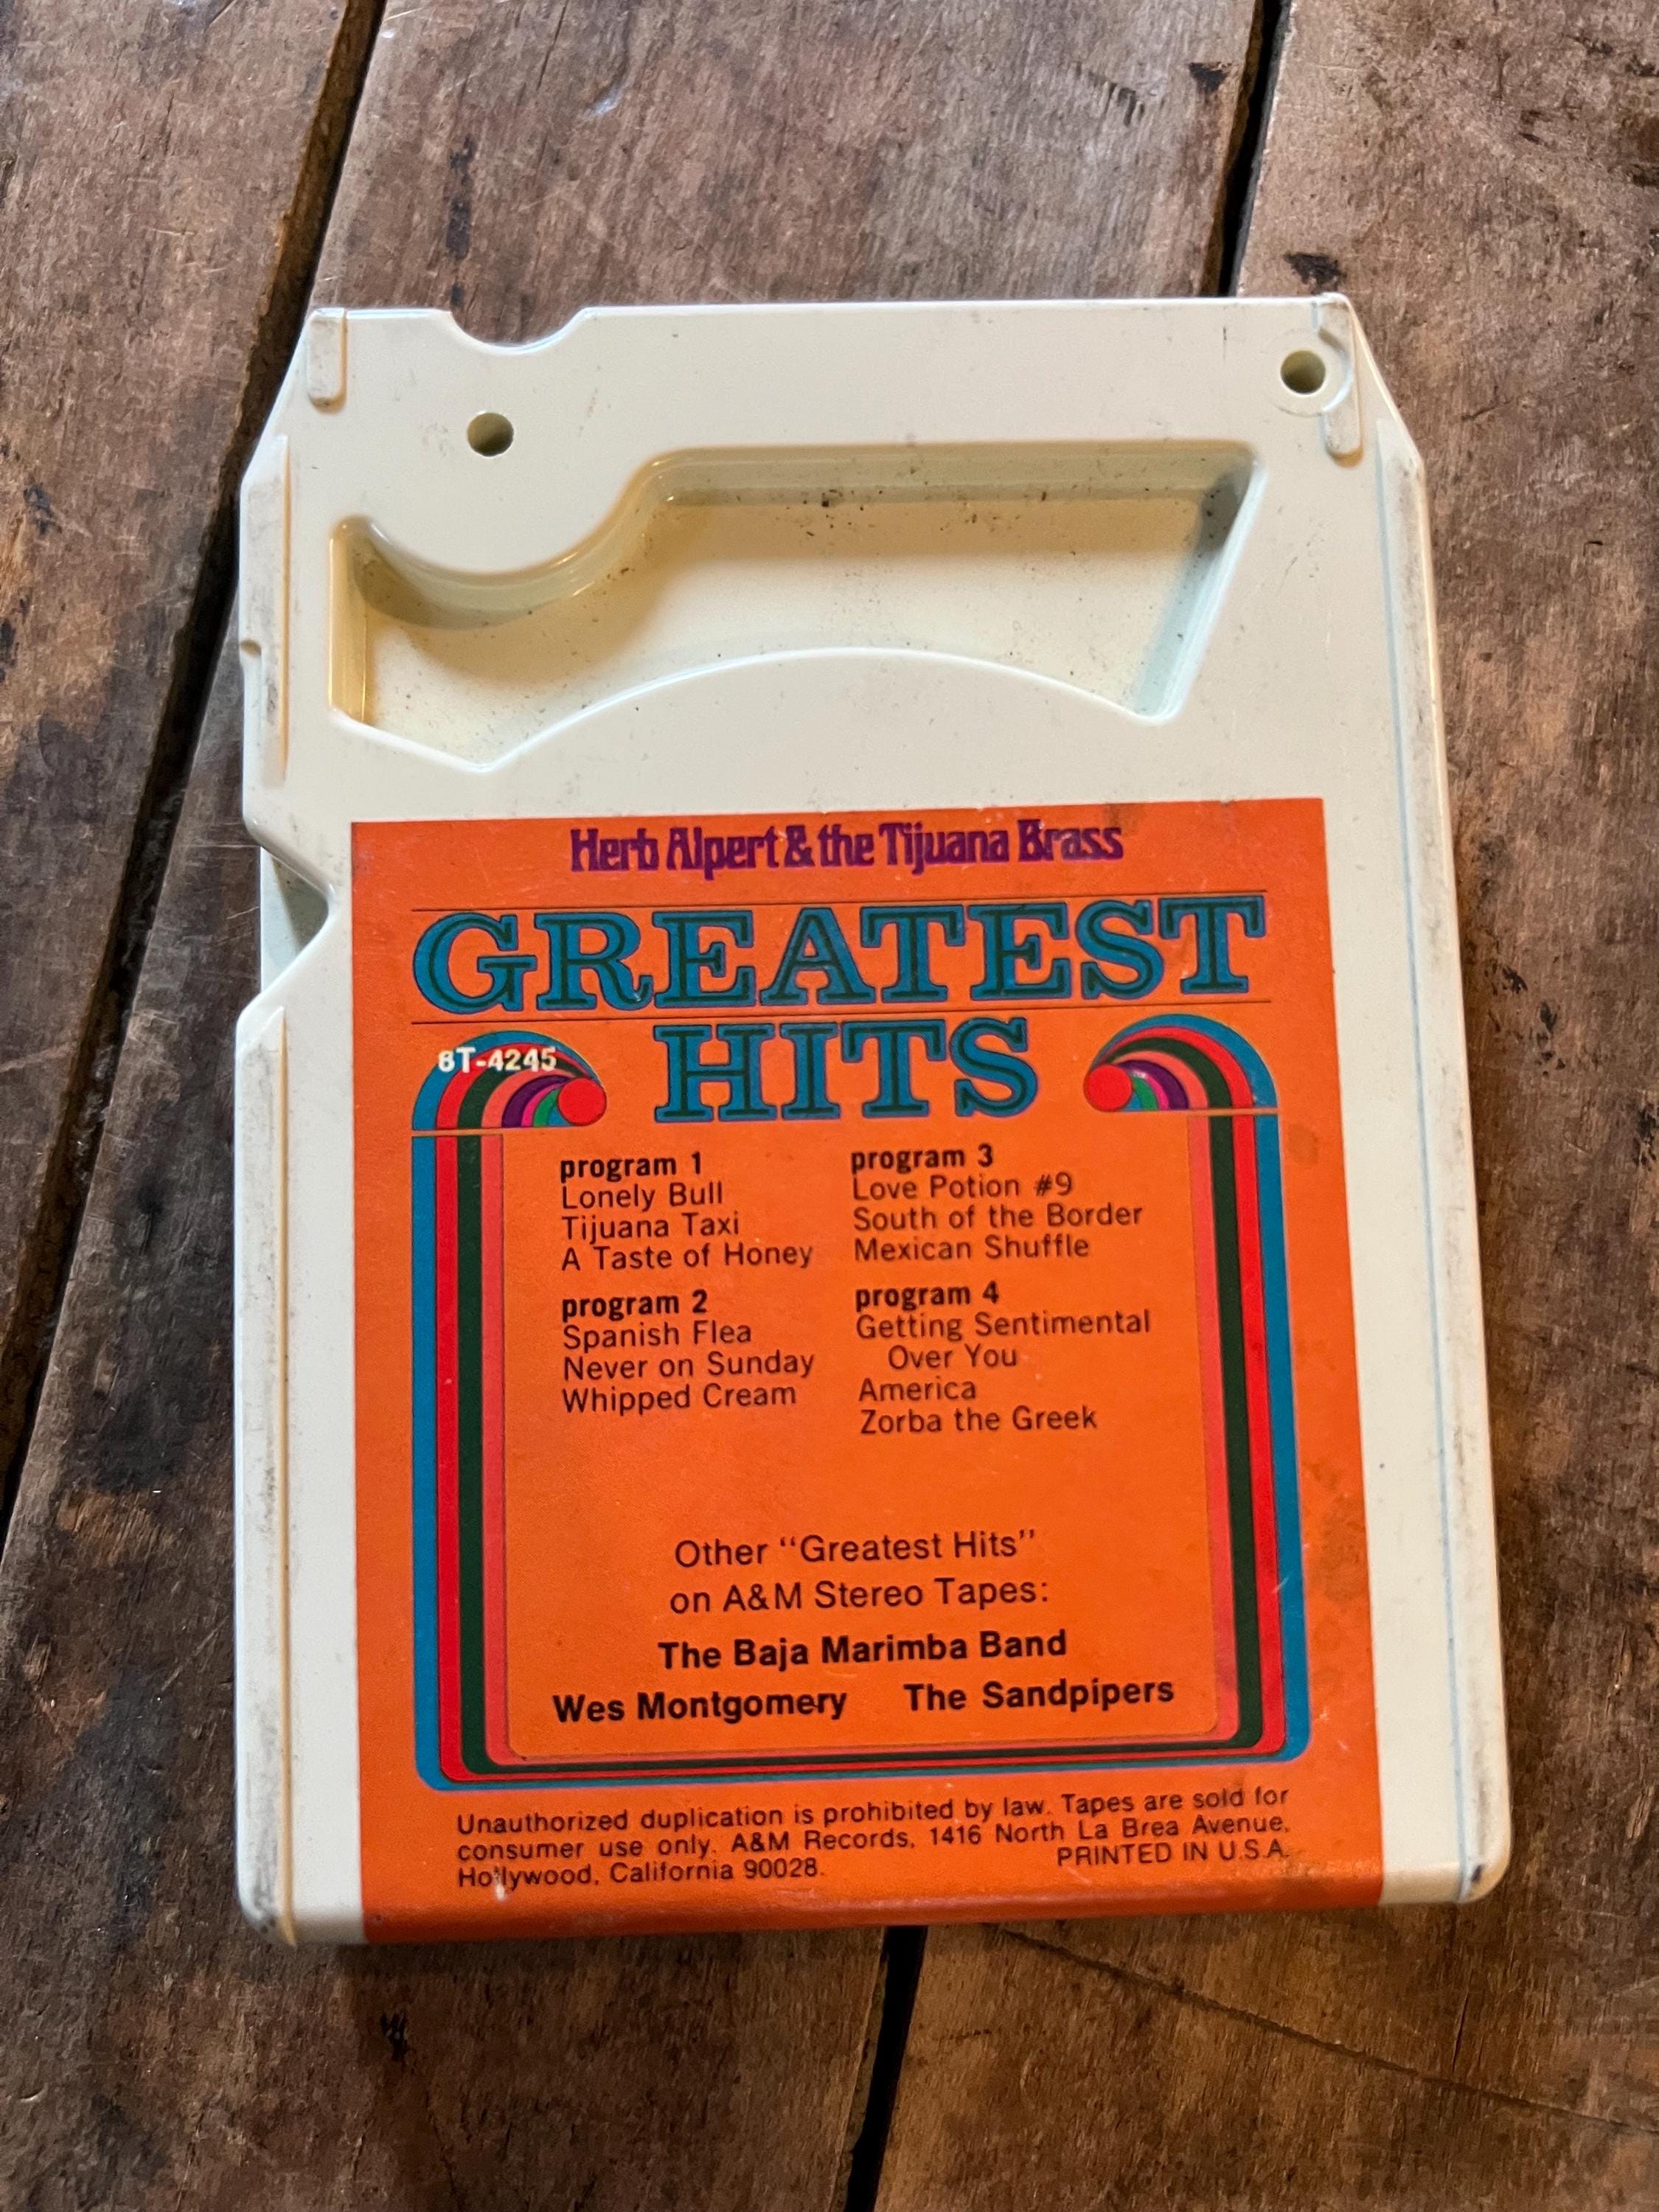 Herb Alpert & the Tijuana Brass
GREATEST
HITS
8T-4245
program 1
Lonely Bull
Tijuana Taxi
A Taste of Honey
program 2
Spanish Flea
Never on Sunday
Whipped Cream
program 3
Love Potion #9
South of the Border
Mexican Shuffle
program 4
Getting Sentimental
Over You
America
Zorba the Greek
Other "Greatest Hits"
on A&M Stereo Tapes:
The Baja Marimba Band
Wes Montgomery The Sandpipers
Unauthorized duplication is prohibited by law. Tapes are sold for
consumer use only. A&M Records, 1416 North La Brea Avenue,
Hollywood, California 90028. PRINTED IN U.S.A.